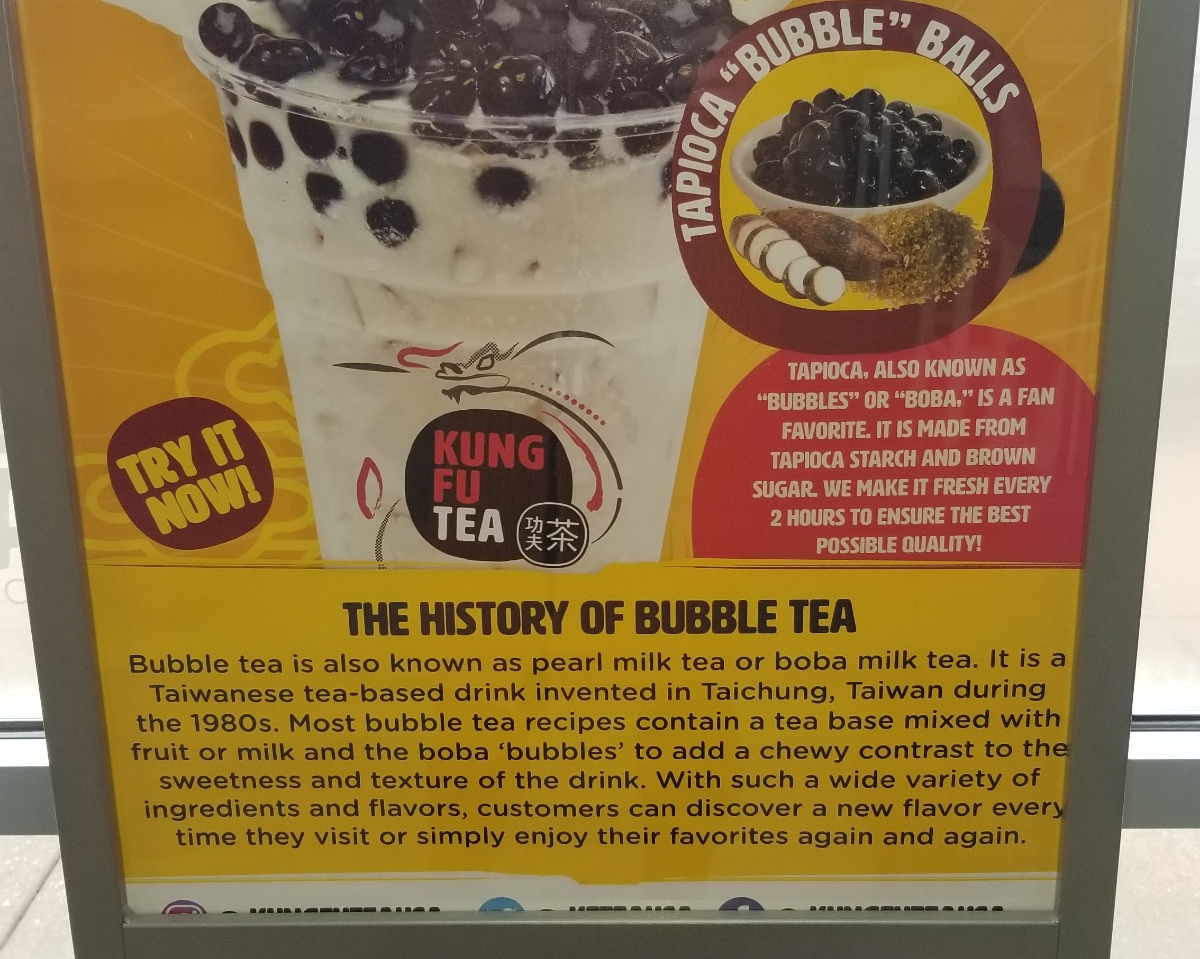 TAPIOCA “BUBBLE” BALLS
TAPIOCA, ALSO KNOWN AS
“BUBBLES” OR “BOBA,” IS A FAN
FAVORITE. IT IS MADE FROM
TAPIOCA STARCH AND BROWN
SUGAR. WE MAKE IT FRESH EVERY
2 HOURS TO ENSURE THE BEST
POSSIBLE QUALITY!
TRY IT
NOW!
KUNG
FU
TEA
功夫茶
THE HISTORY OF BUBBLE TEA
Bubble tea is also known as pearl milk tea or boba milk tea. It is a
Taiwanese tea-based drink invented in Taichung, Taiwan during
the 1980s. Most bubble tea recipes contain a tea base mixed with
fruit or milk and the boba ‘bubbles’ to add a chewy contrast to the
sweetness and texture of the drink. With such a wide variety of
ingredients and flavors, customers can discover a new flavor every
time they visit or simply enjoy their favorites again and again.